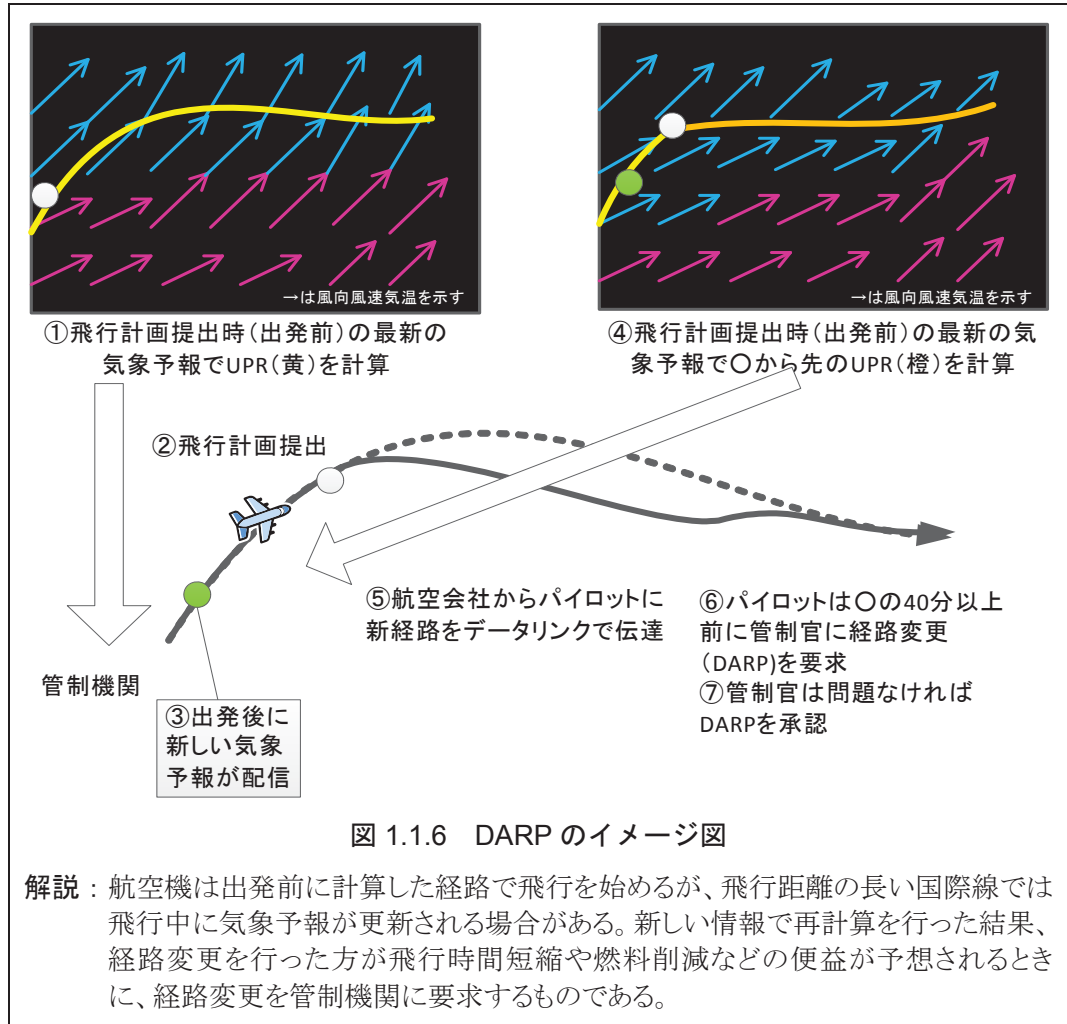 →は風向風速気温を示す
①飛行計画提出時(出発前)の最新の
気象予報でUPR(黄)を計算
→は風向風速気温を示す
④飛行計画提出時(出発前)の最新の気
象予報で○から先のUPR(橙)を計算
②飛行計画提出
⑤航空会社からパイロットに
新経路をデータリンクで伝達
⑥パイロットは○の40分以上
前に管制官に経路変更
(DARP)を要求
⑦管制官は問題なければ
DARPを承認
管制機関
③出発後に
新しい気象
予報が配信
図 1.1.6 DARP のイメージ図
解説：航空機は出発前に計算した経路で飛行を始めるが、飛行距離の長い国際線では
飛行中に気象予報が更新される場合がある。新しい情報で再計算を行った結果、
経路変更を行った方が飛行時間短縮や燃料削減などの便益が予想されるとき
に、経路変更を管制機関に要求するものである。